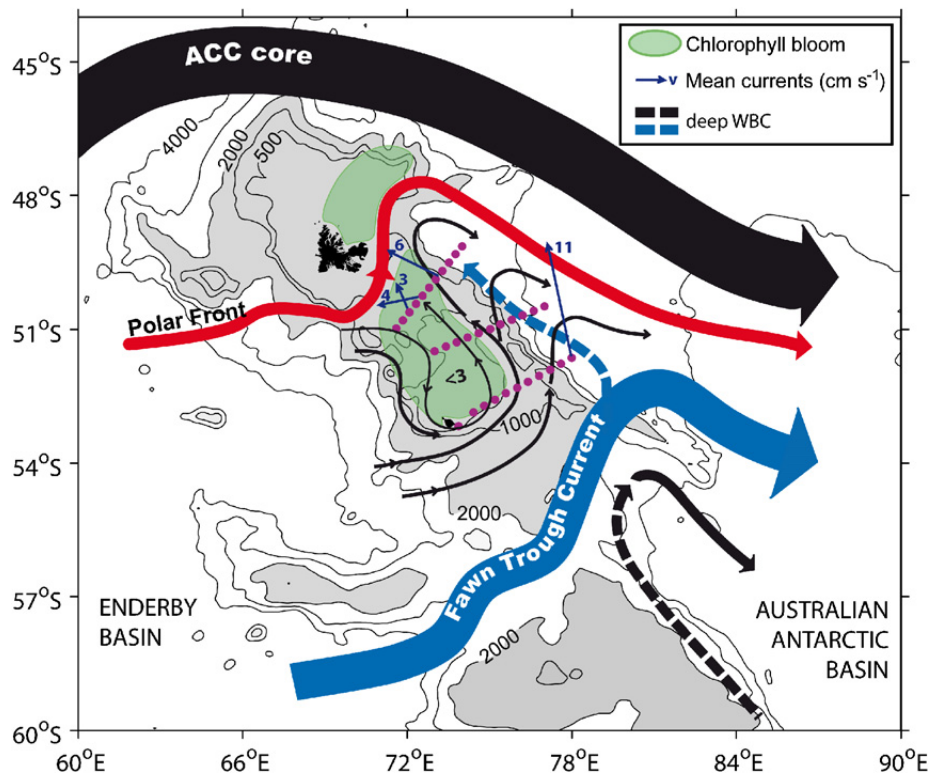 ACC core
Chlorophyll bloom
v Mean currents (cm s⁻¹)
deep WBC
45°S
48°S
51°S
54°S
57°S
60°S
4000
2000
500
6
11
3
4
Polar Front
<3
1000
2000
Fawn Trough Current
2000
ENDERBY
BASIN
AUSTRALIAN
ANTARCTIC
BASIN
60°E
66°E
72°E
78°E
84°E
90°E